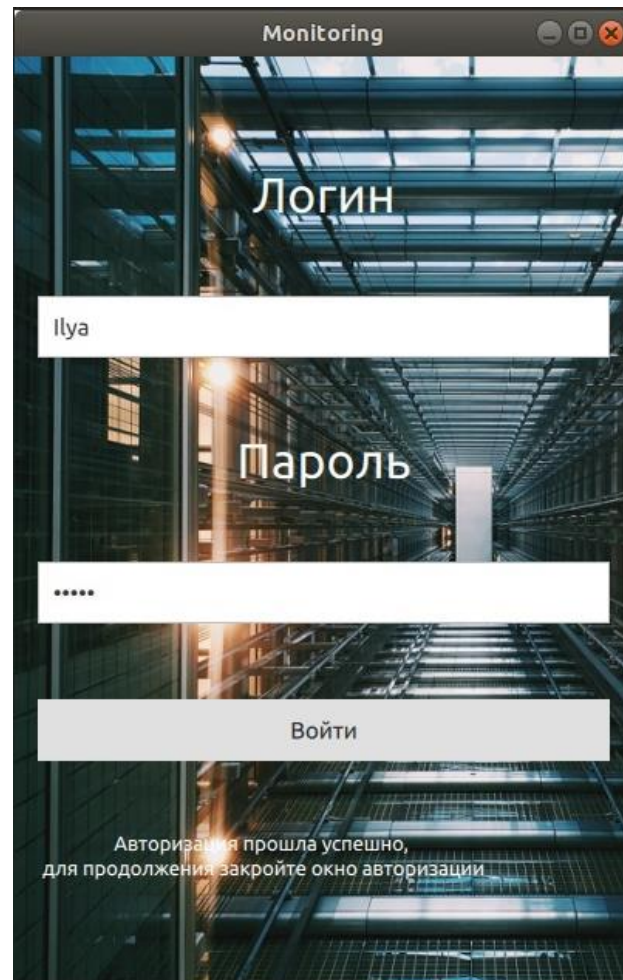 Monitoring
Логин
Ilya
Пароль
•••••
Войти
Авторизация прошла успешно,
для продолжения закройте окно авторизации